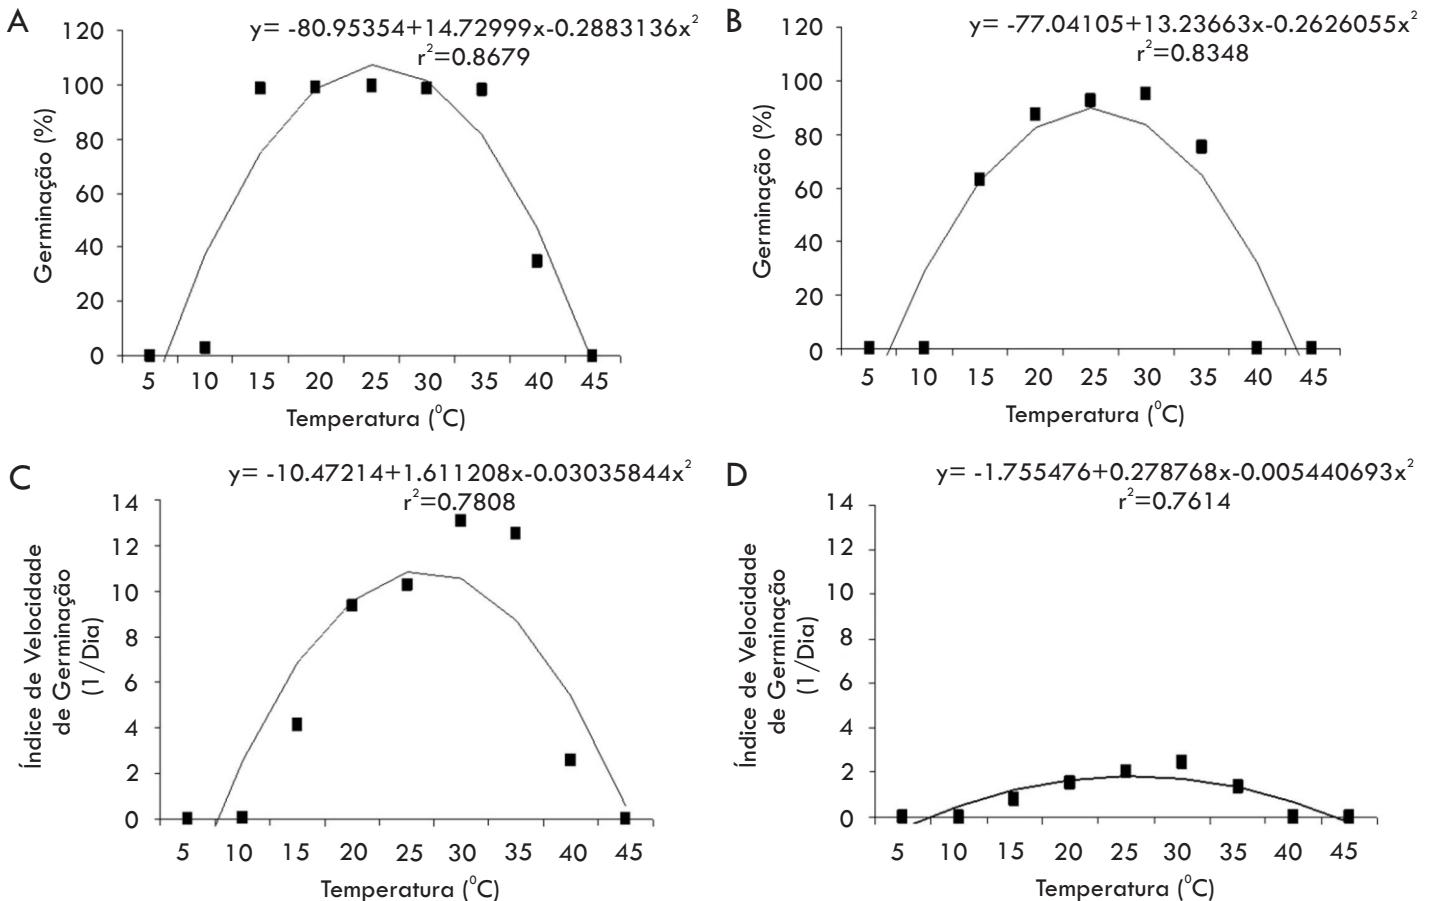 A
y= -80.95354+14.72999x-0.2883136x²
r²=0.8679
Germinação (%)
120
100
80
60
40
20
0
5 10 15 20 25 30 35 40 45
Temperatura (⁰C)
B
y= -77.04105+13.23663x-0.2626055x²
r²=0.8348
Germinação (%)
120
100
80
60
40
20
0
5 10 15 20 25 30 35 40 45
Temperatura (⁰C)
C
y= -10.47214+1.611208x-0.03035844x²
r²=0.7808
Índice de Velocidade
de Germinação
(1/Dia)
14
12
10
8
6
4
2
0
5 10 15 20 25 30 35 40 45
Temperatura (⁰C)
D
y= -1.755476+0.278768x-0.005440693x²
r²=0.7614
Índice de Velocidade
de Germinação
(1/Dia)
14
12
10
8
6
4
2
0
5 10 15 20 25 30 35 40 45
Temperatura (⁰C)